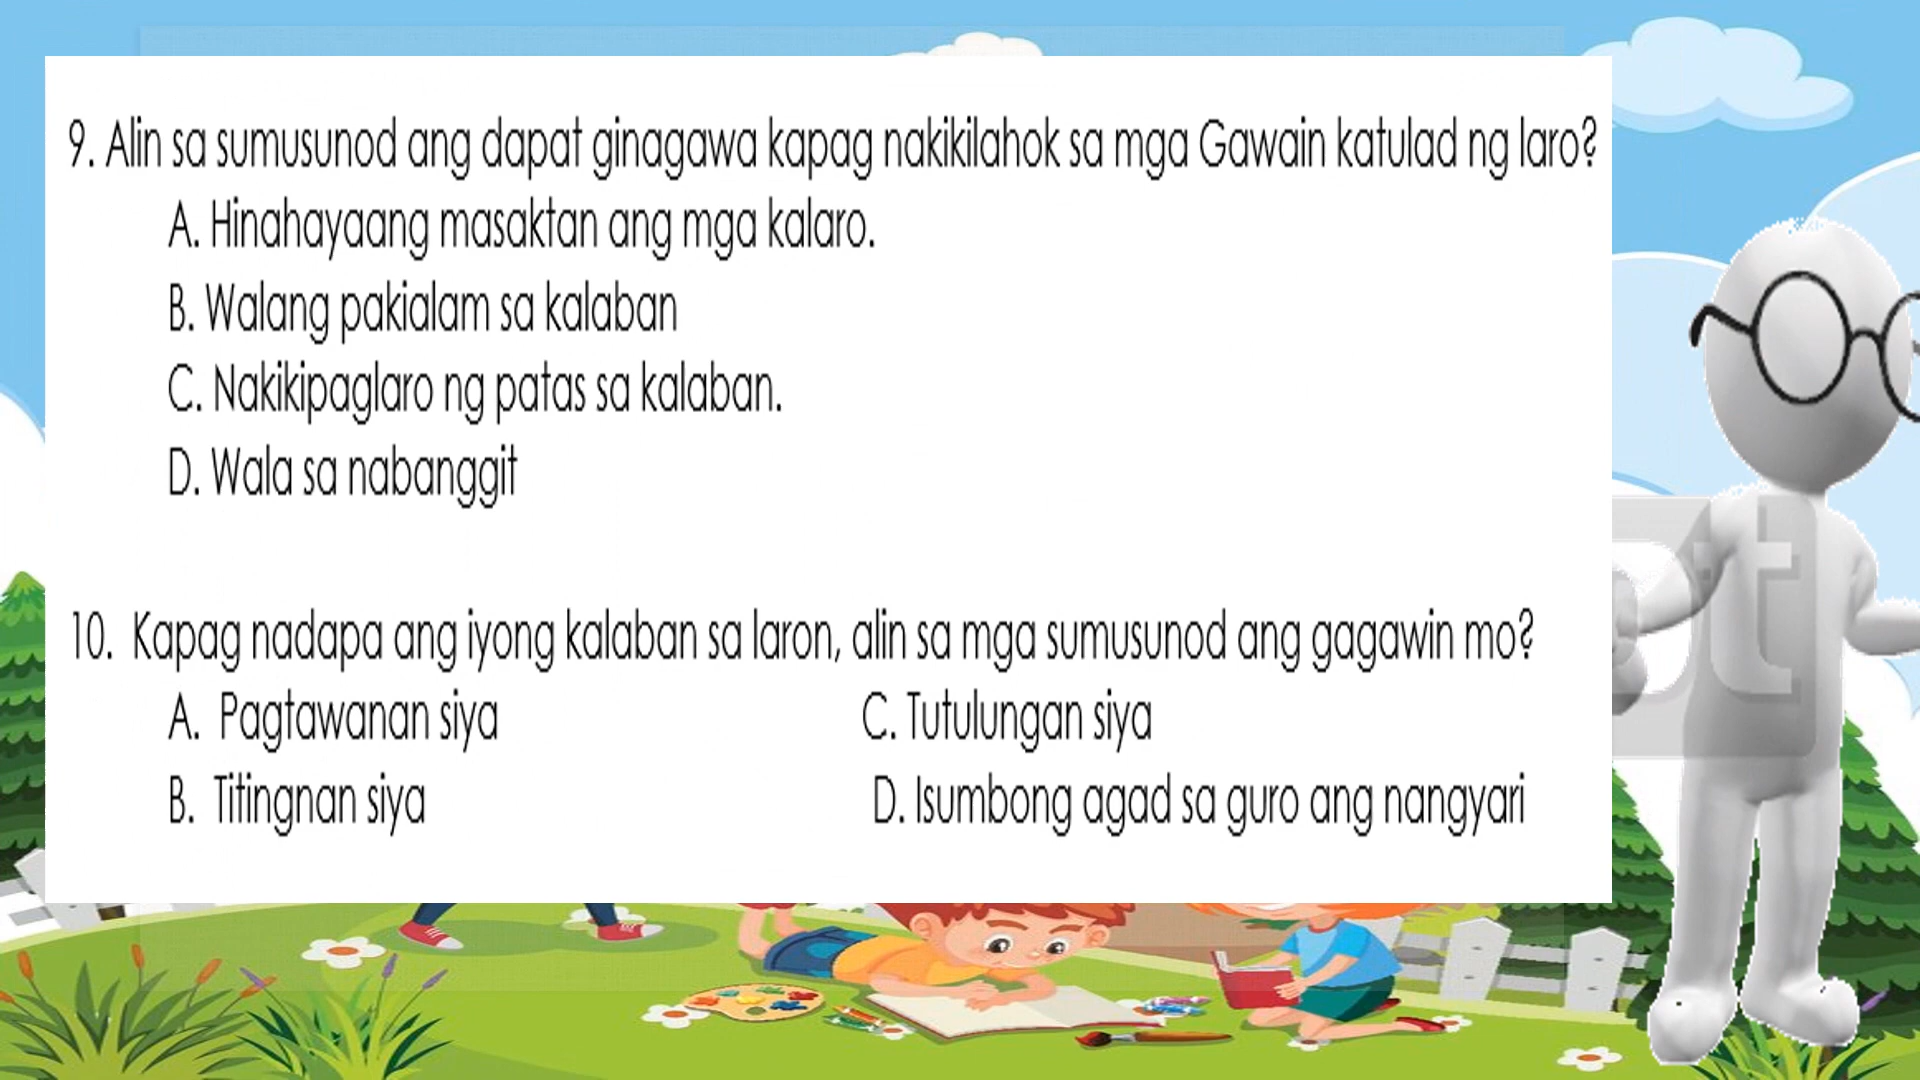 9. Alin sa sumusunod ang dapat ginagawa kapag nakikilahok sa mga Gawain katulad ng laro?
A. Hinahayaang masaktan ang mga kalaro.
B. Walang pakialam sa kalaban
C. Nakikipaglaro ng patas sa kalaban.
D. Wala sa nabanggit
10. Kapag nadapa ang iyong kalaban sa laron, alin sa mga sumusunod ang gagawin mo?
A. Pagtawanan siya C. Tutulungan siya
B. Titingnan siya D. Isumbong agad sa guro ang nangyari